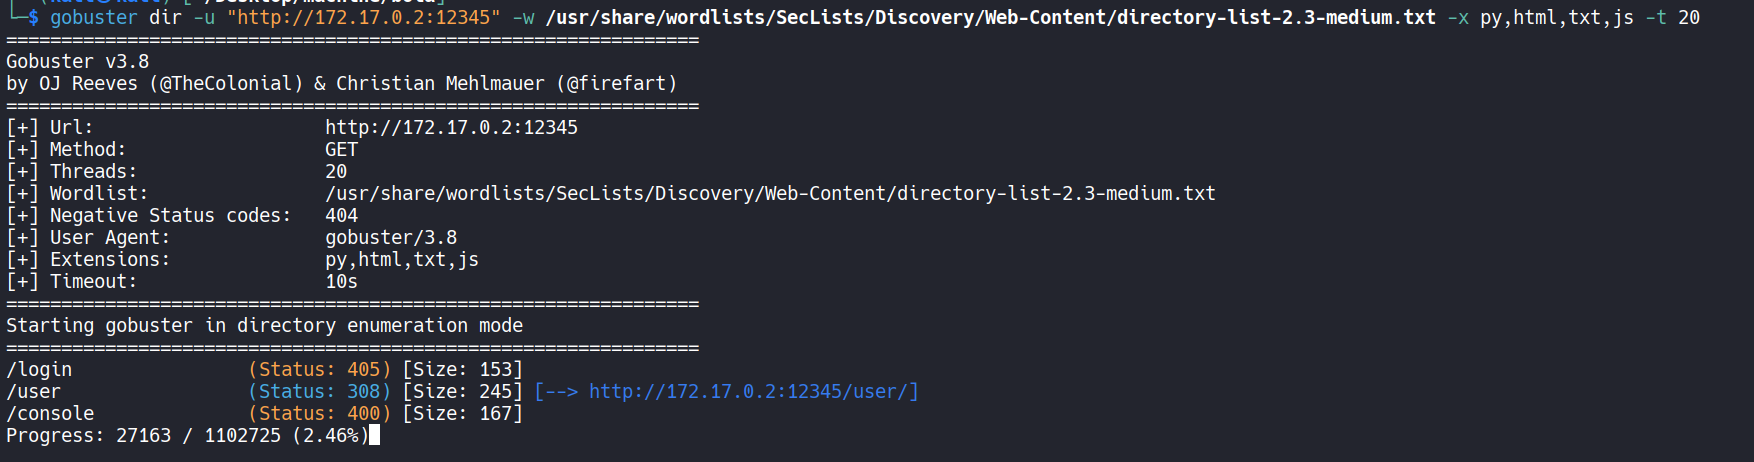 └─$ gobuster dir -u "http://172.17.0.2:12345" -w /usr/share/wordlists/SecLists/Discovery/Web-Content/directory-list-2.3-medium.txt -x py,html,txt,js -t 20
===============================================================
Gobuster v3.8
by OJ Reeves (@TheColonial) & Christian Mehlmauer (@firefart)
===============================================================
[+] Url:                     http://172.17.0.2:12345
[+] Method:                  GET
[+] Threads:                 20
[+] Wordlist:                /usr/share/wordlists/SecLists/Discovery/Web-Content/directory-list-2.3-medium.txt
[+] Negative Status codes:   404
[+] User Agent:              gobuster/3.8
[+] Extensions:              py,html,txt,js
[+] Timeout:                 10s
===============================================================
Starting gobuster in directory enumeration mode
===============================================================
/login                (Status: 405) [Size: 153]
/user                 (Status: 308) [Size: 245] [--> http://172.17.0.2:12345/user/]
/console              (Status: 400) [Size: 167]
Progress: 27163 / 1102725 (2.46%)